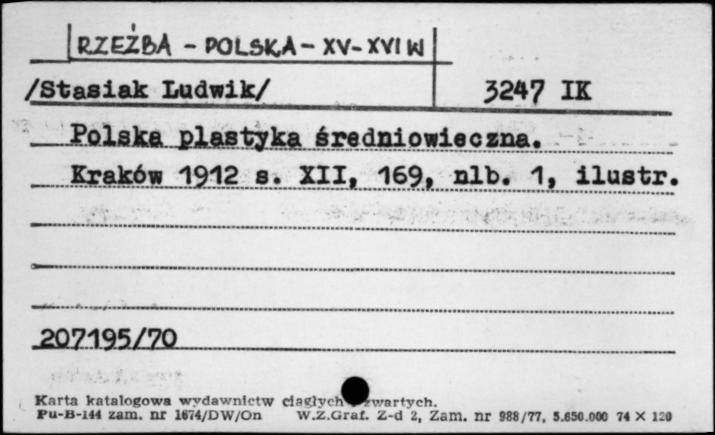 RZEŹBA - POLSKA - XV-XVI W
/Stasiak Ludwik/ 3247 IK
Polska plastyka średniowieczna.
Kraków 1912 s. XII, 169, nlb. 1, ilustr.
207195/70
Karta katalogowa wydawnictw ciągłych zwartych.
Pu-B-144 zam. nr 1674/DW/On W.Z.Graf. Z-d 2, Zam. nr 988/77, 5.650.000 74 X 120